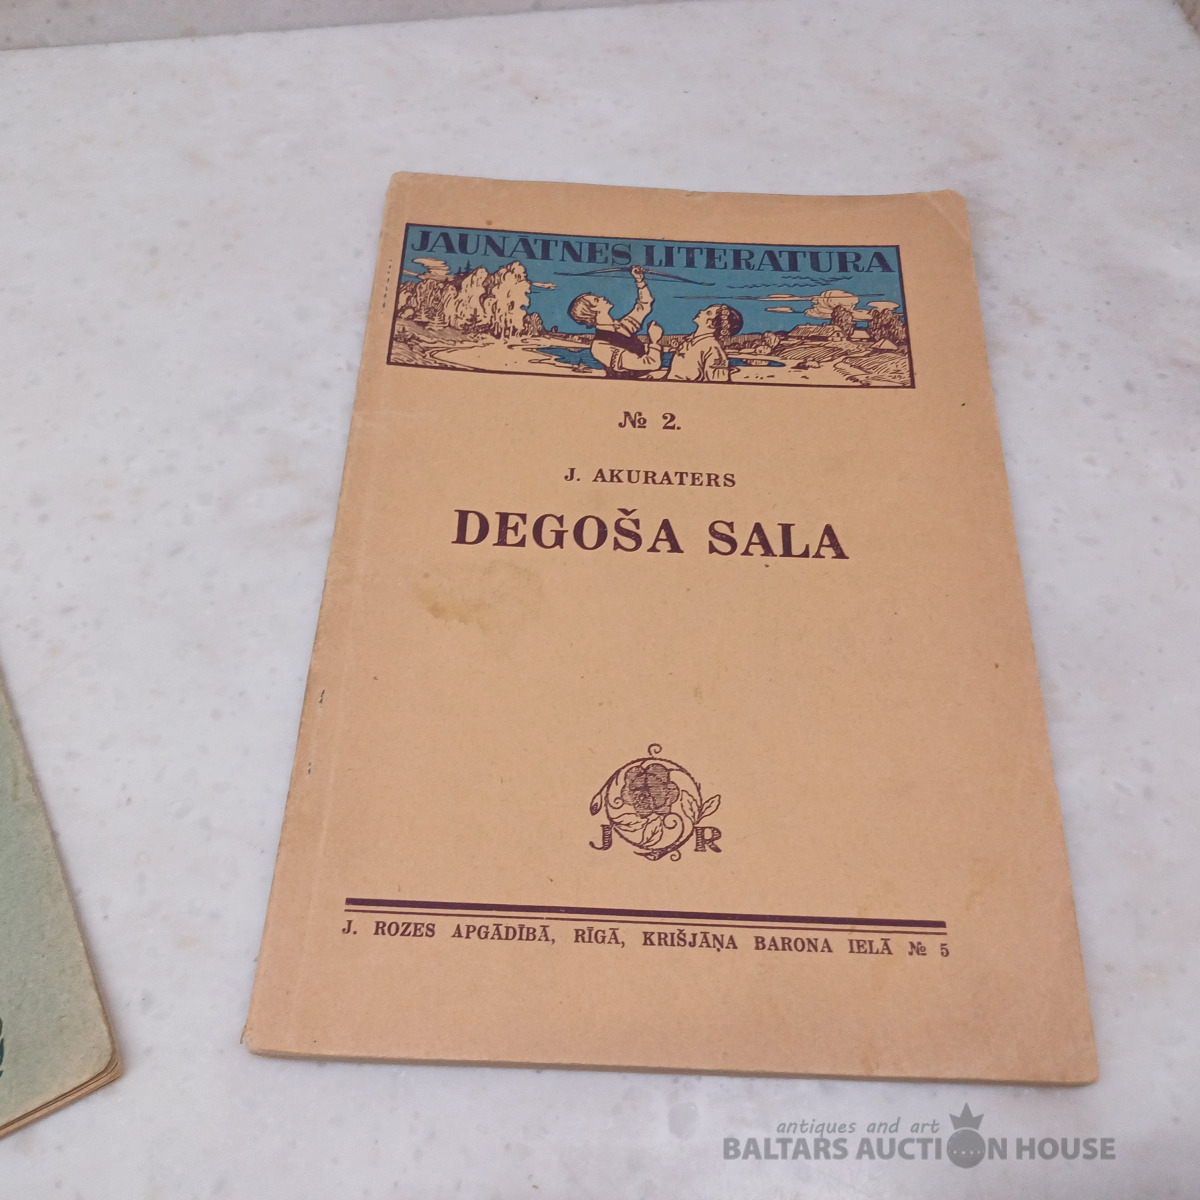 JAUNĀTNES LITERATURA
№ 2.
J. AKURATERS
DEGOŠA SALA
J R
J. ROZES APGĀDĪBĀ, RĪGĀ, KRIŠJĀŅA BARONA IELĀ № 5
antiques and art
BALTARS AUCTION HOUSE